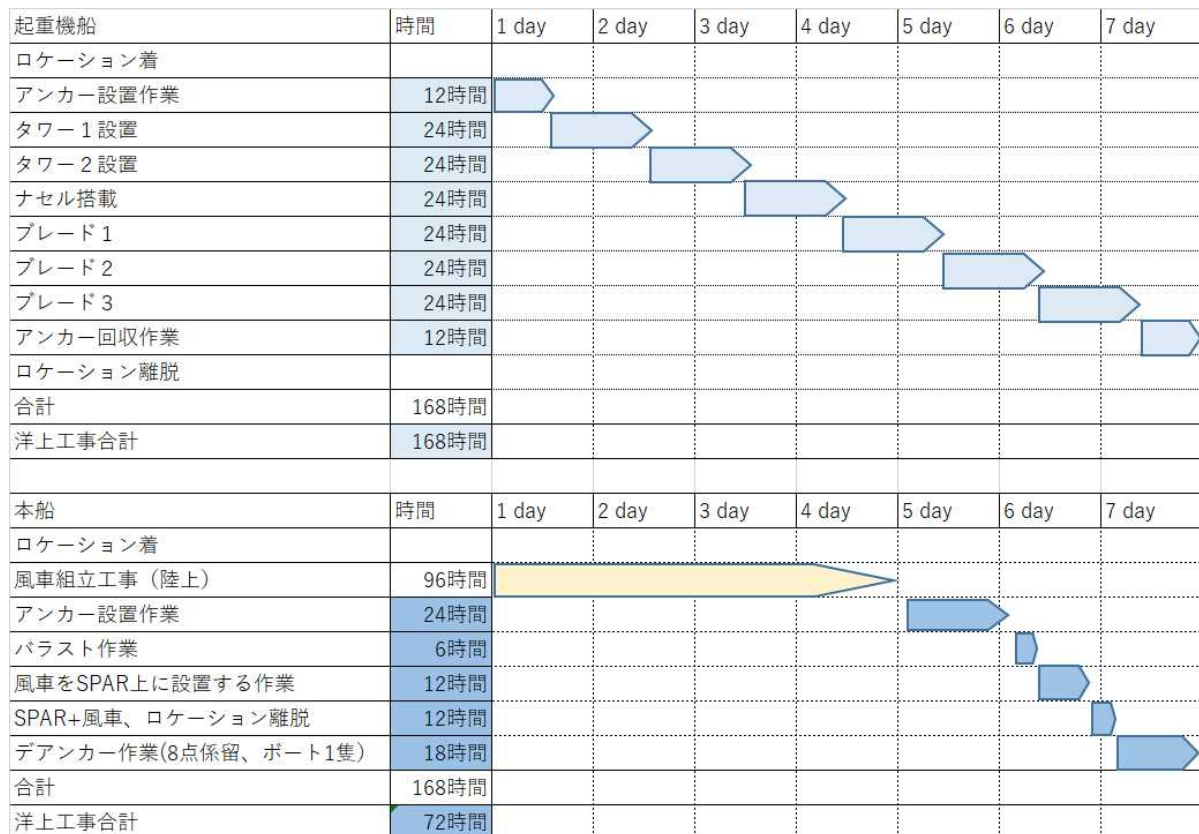 起重機船 時間 1 day 2 day 3 day 4 day 5 day 6 day 7 day
ロケーション着
アンカー設置作業 12時間
タワー１設置 24時間
タワー２設置 24時間
ナセル搭載 24時間
ブレード１ 24時間
ブレード２ 24時間
ブレード３ 24時間
アンカー回収作業 12時間
ロケーション離脱
合計 168時間
洋上工事合計 168時間
本船 時間 1 day 2 day 3 day 4 day 5 day 6 day 7 day
ロケーション着
風車組立工事（陸上） 96時間
アンカー設置作業 24時間
バラスト作業 6時間
風車をSPAR上に設置する作業 12時間
SPAR+風車、ロケーション離脱 12時間
デアンカー作業(8点係留、ボート1隻） 18時間
合計 168時間
洋上工事合計 72時間